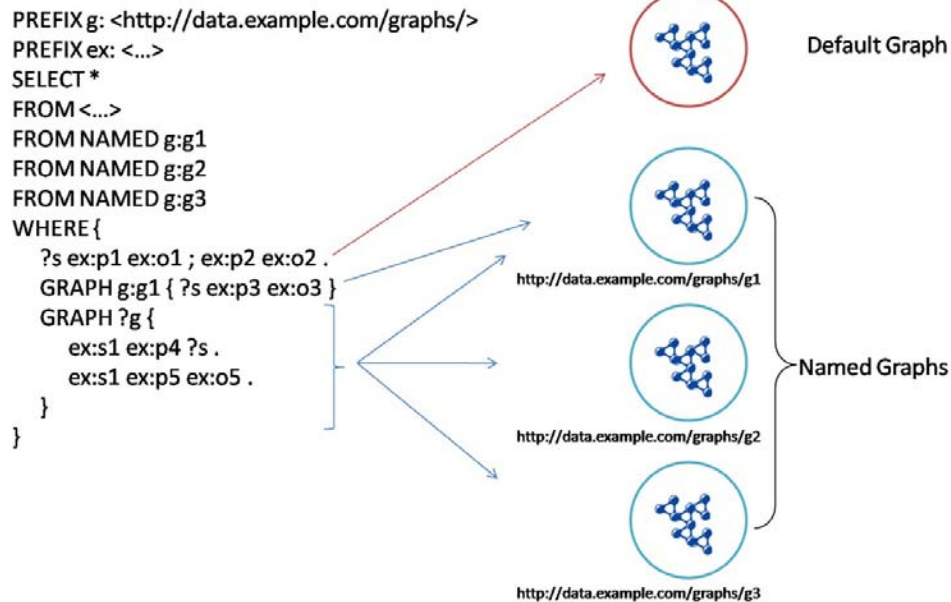 PREFIX g: <http://data.example.com/graphs/>
PREFIX ex: <...>
SELECT *
FROM <...>
FROM NAMED g:g1
FROM NAMED g:g2
FROM NAMED g:g3
WHERE {
?s ex:p1 ex:o1 ; ex:p2 ex:o2 .
GRAPH g:g1 { ?s ex:p3 ex:o3 }
GRAPH ?g {
ex:s1 ex:p4 ?s .
ex:s1 ex:p5 ex:o5 .
}
}
Default Graph
http://data.example.com/graphs/g1
Named Graphs
http://data.example.com/graphs/g2
http://data.example.com/graphs/g3